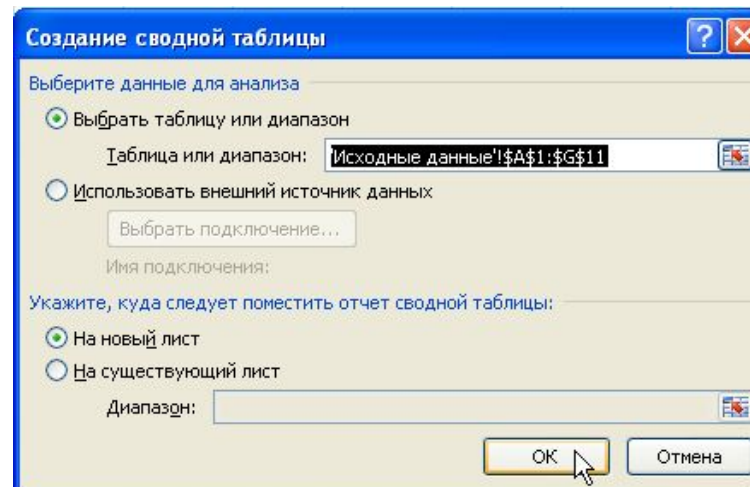 Создание сводной таблицы
?
Выберите данные для анализа
Выбрать таблицу или диапазон
Таблица или диапазон: 'Исходные данные'!$A$1:$G$11
Использовать внешний источник данных
Выбрать подключение...
Имя подключения:
Укажите, куда следует поместить отчет сводной таблицы:
На новый лист
На существующий лист
Диапазон:
ОК Отмена